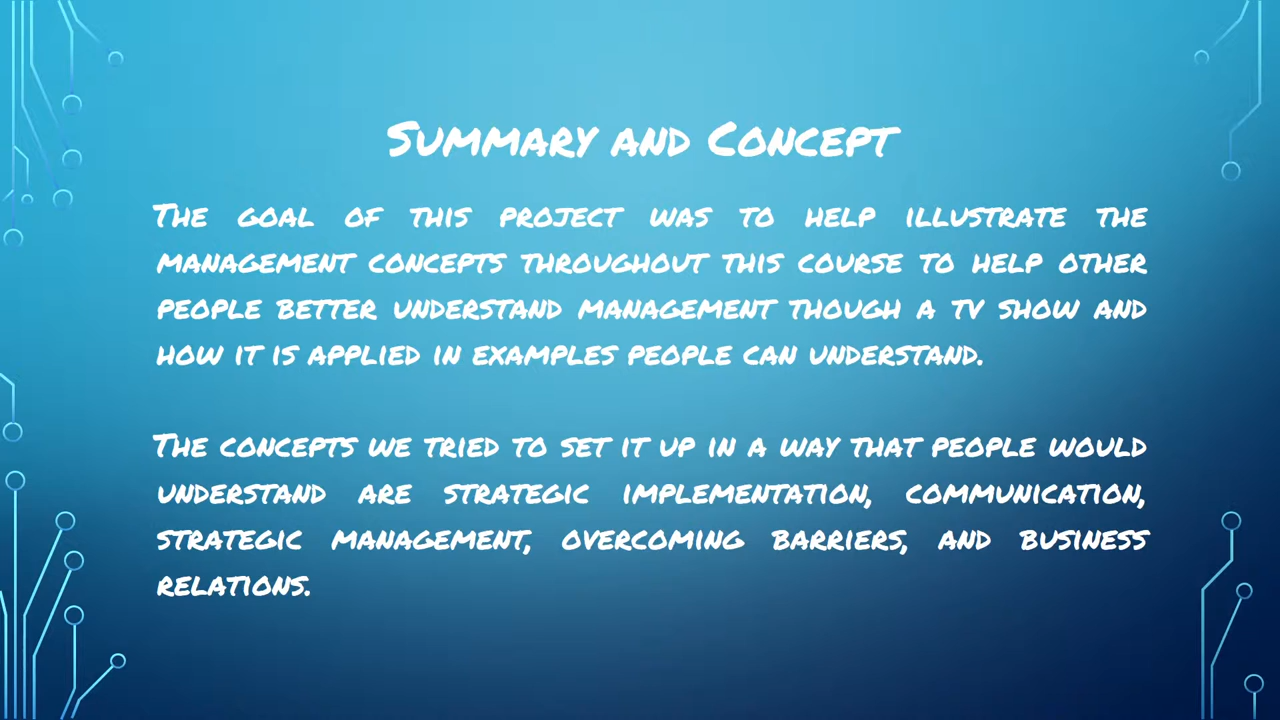 Summary and Concept
The goal of this project was to help illustrate the
management concepts throughout this course to help other
people better understand management though a tv show and
how it is applied in examples people can understand.
The concepts we tried to set it up in a way that people would
understand are strategic implementation, communication,
strategic management, overcoming barriers, and business
relations.